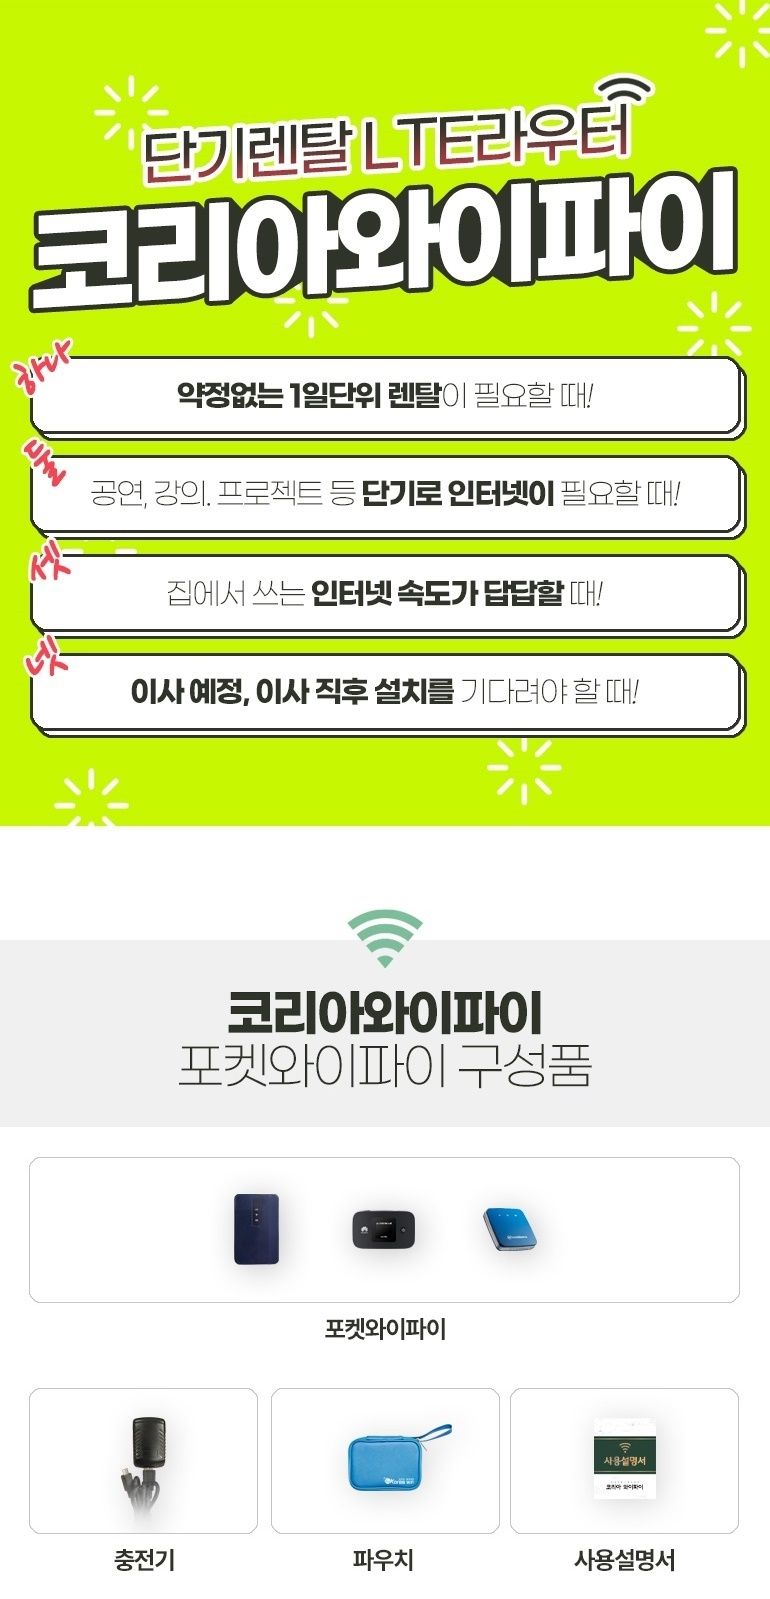 단기렌탈 LTE라우터
코리아와이파이
하나
약정없는 1일단위 렌탈이 필요할 때!
둘
공연, 강의. 프로젝트 등 단기로 인터넷이 필요할 때!
셋
집에서 쓰는 인터넷 속도가 답답할 때!
넷
이사 예정, 이사 직후 설치를 기다려야 할 때!
코리아와이파이
포켓와이파이 구성품
포켓와이파이
사용설명서
코리아 와이파이
충전기
파우치
사용설명서